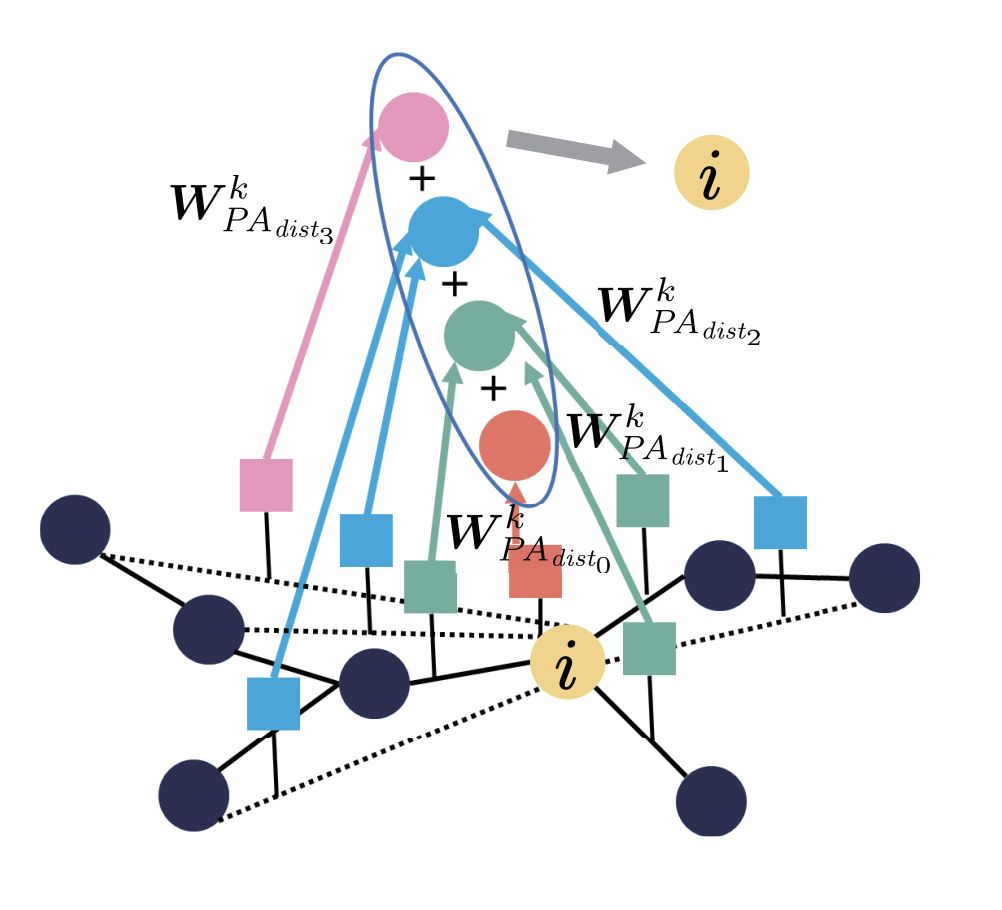 +
i
W^k_{PA_{dist_3}}
+
W^k_{PA_{dist_2}}
+
W^k_{PA_{dist_1}}
W^k_{PA_{dist_0}}
i